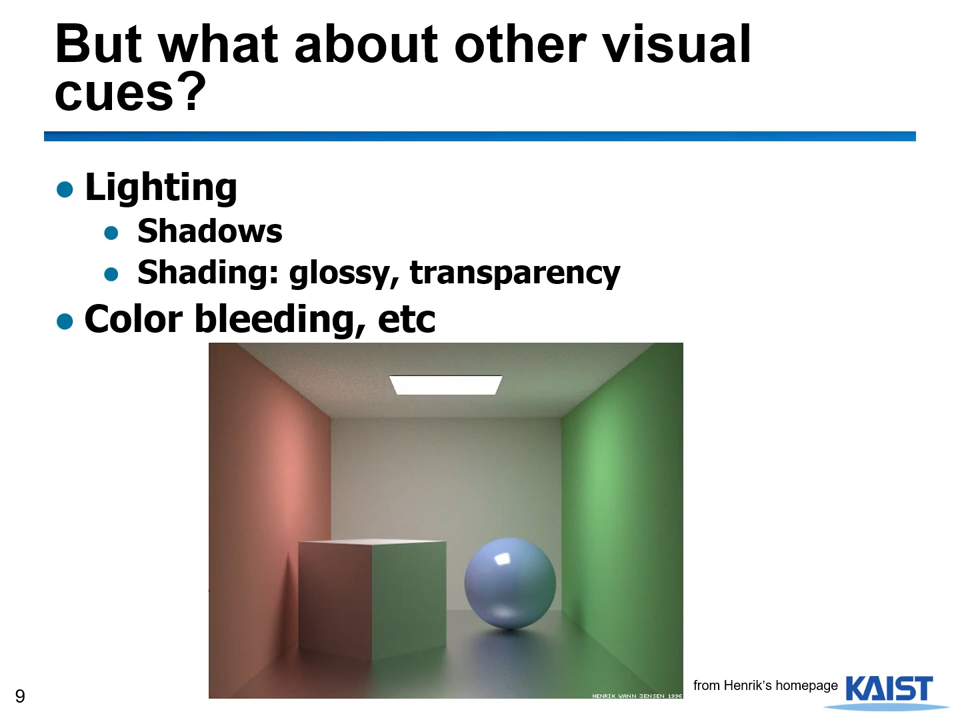 But what about other visual
cues?
Lighting
Shadows
Shading: glossy, transparency
Color bleeding, etc
HENRIK WANN JENSEN 1996
from Henrik's homepage
KAIST
9